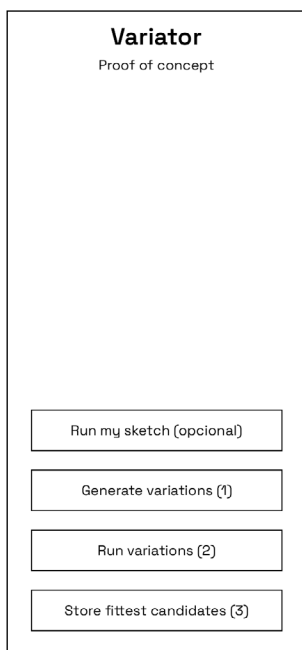 Variator
Proof of concept
Run my sketch (opcional)
Generate variations (1)
Run variations (2)
Store fittest candidates (3)